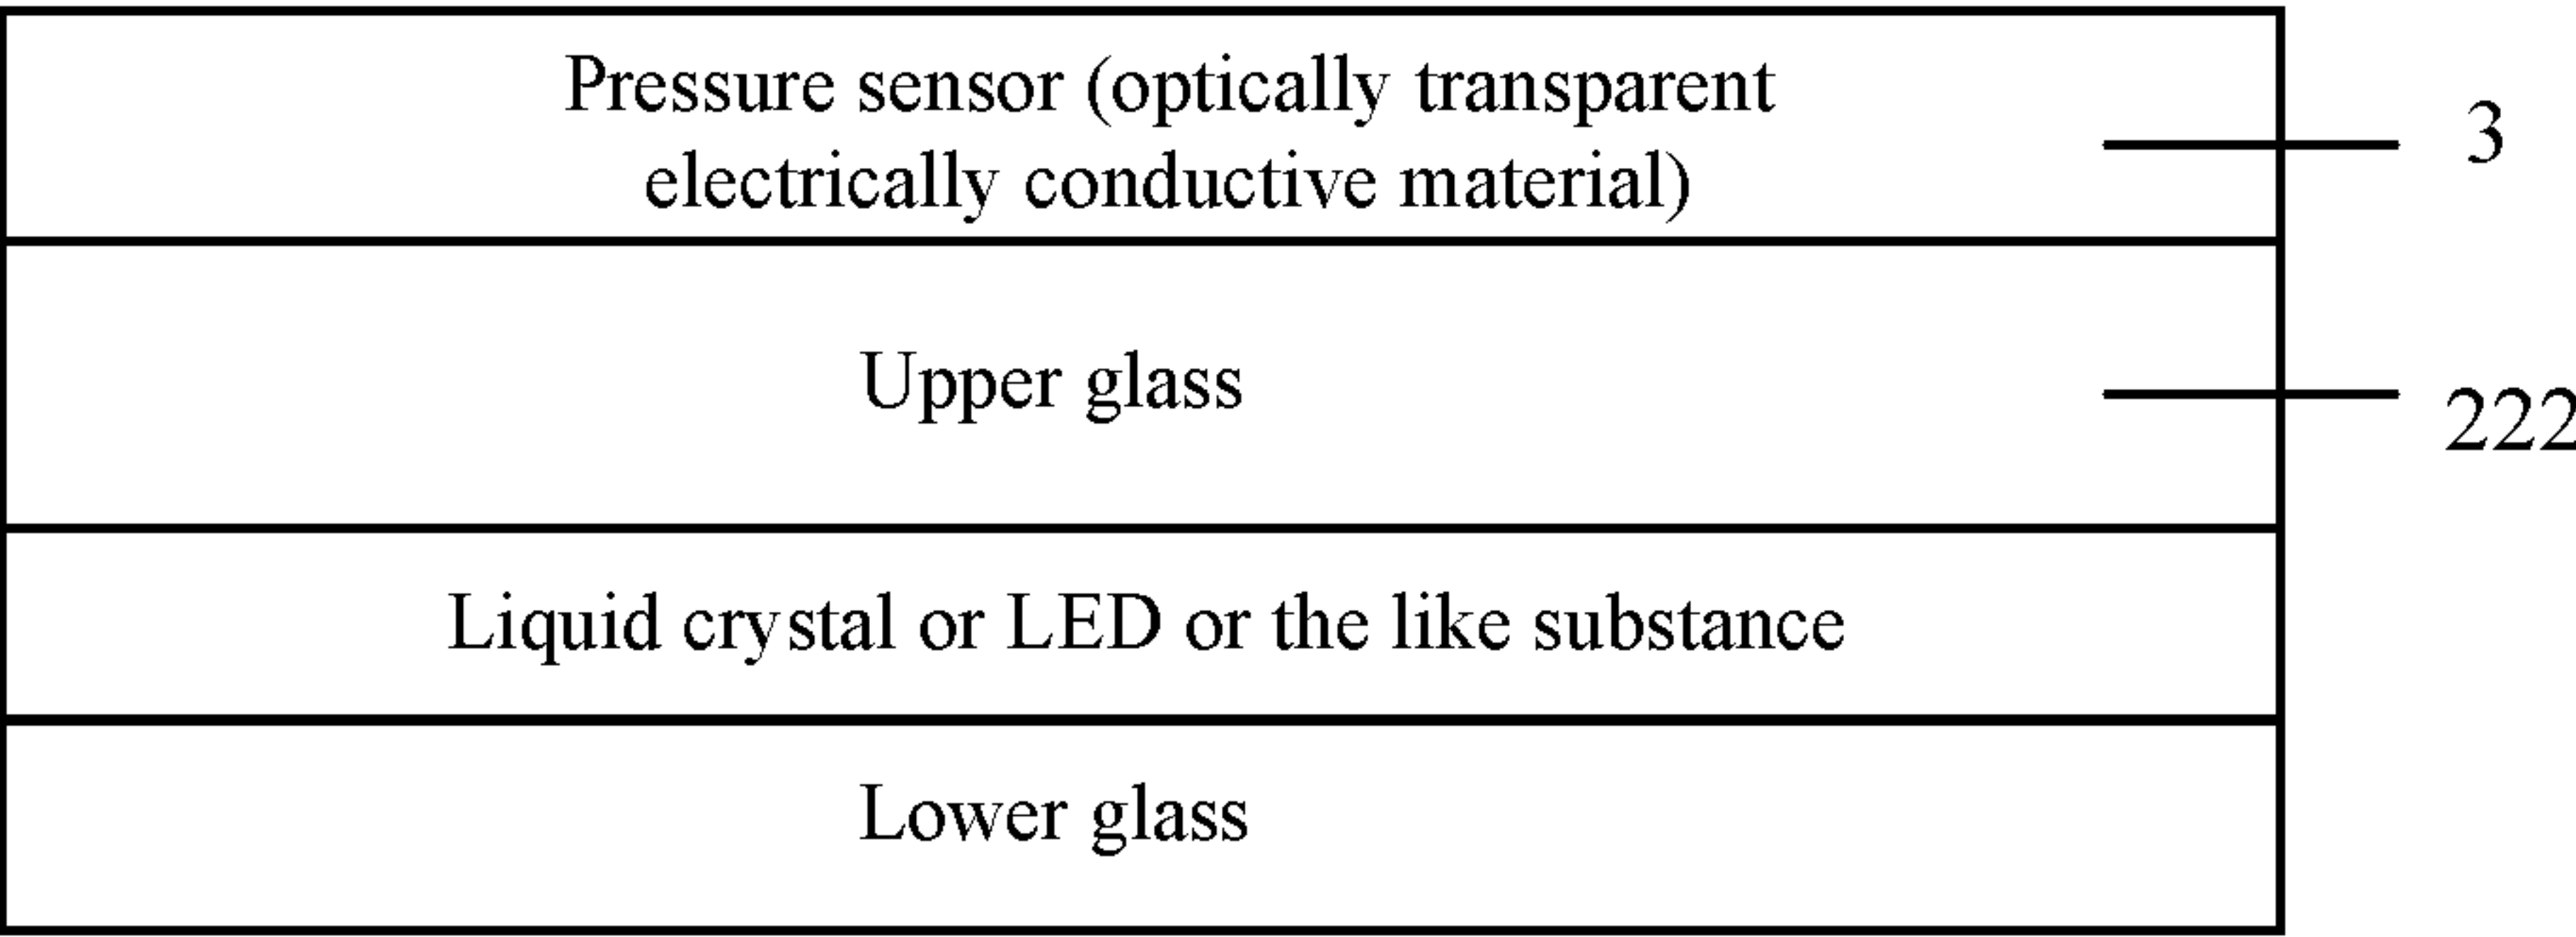 Pressure sensor (optically transparent
electrically conductive material)
3
Upper glass
222
Liquid crystal or LED or the like substance
Lower glass